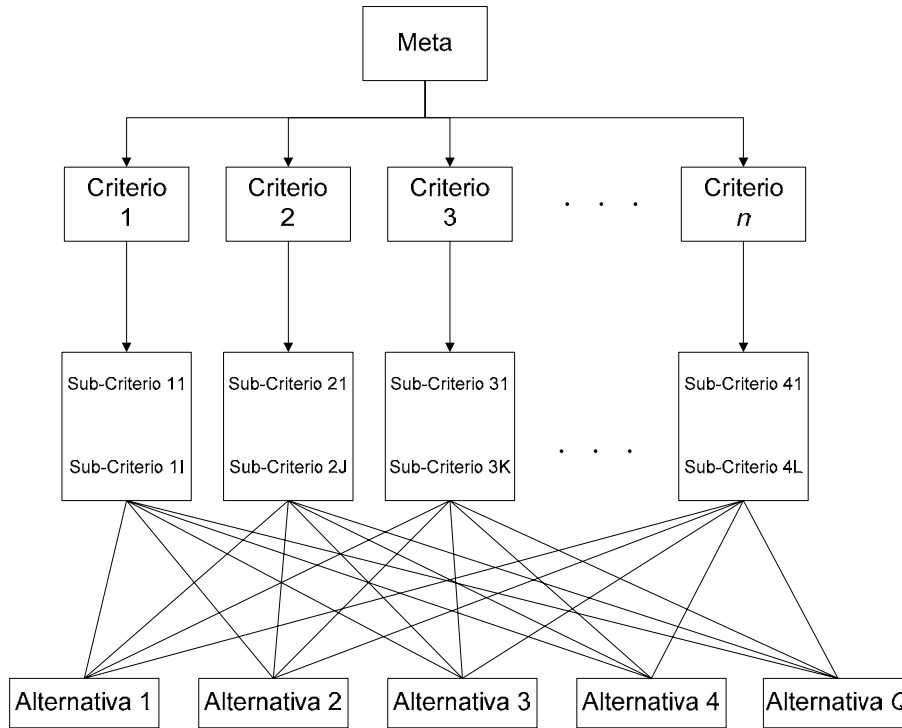 Meta
Criterio
1
Criterio
2
Criterio
3
. . .
Criterio
n
Sub-Criterio 11
Sub-Criterio 1I
Sub-Criterio 21
Sub-Criterio 2J
Sub-Criterio 31
Sub-Criterio 3K
. . .
Sub-Criterio 41
Sub-Criterio 4L
Alternativa 1
Alternativa 2
Alternativa 3
Alternativa 4
Alternativa Q